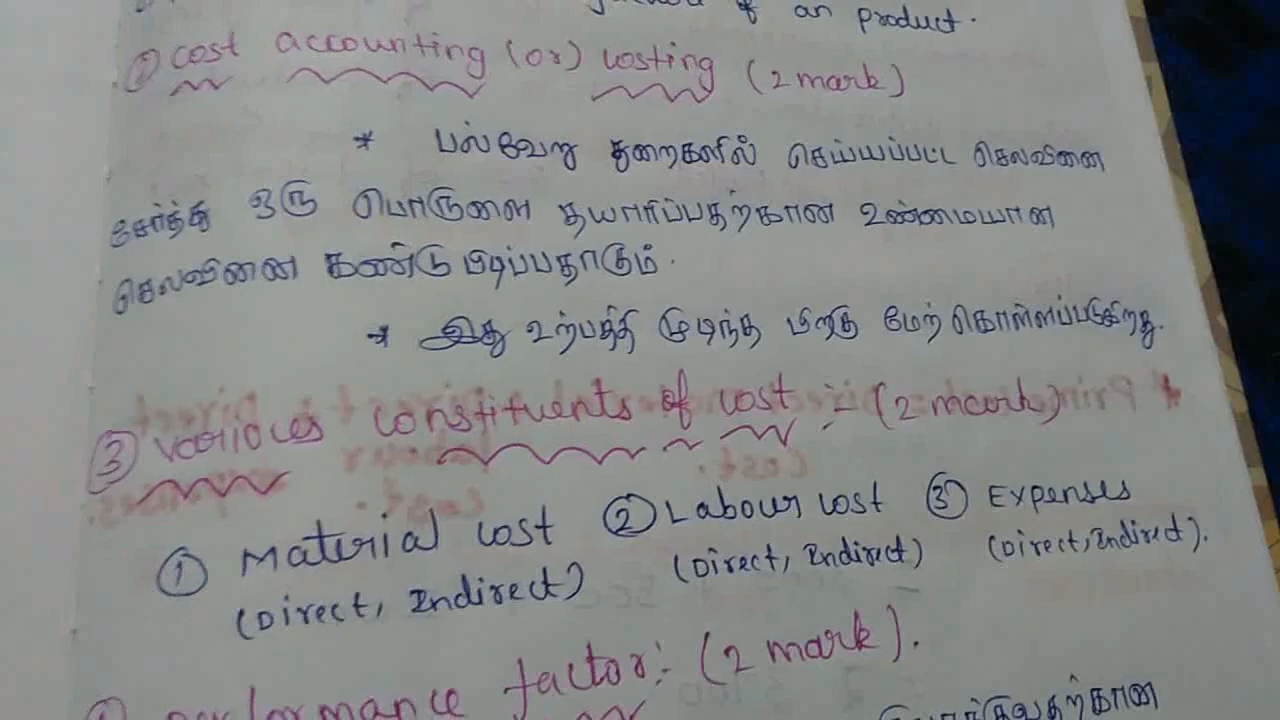 of an product.
② cost accounting (or) costing (2 mark)
* பல்வேறு துறைகளில் செய்யப்பட்ட செலவினை
சேர்த்து ஒரு பொருளை தயாரிப்பதற்கான உண்மையான
செலவினை கண்டு பிடிப்பதாகும்.
* இது உற்பத்தி முடிந்த பிறகு மேற்கொள்ளப்படுகிறது.
③ various constituents of cost :- (2 mark)
① Material cost ② Labour cost ③ Expenses
(Direct, Indirect) (Direct, Indirect) (Direct, Indirect).
performance factor:- (2 mark).